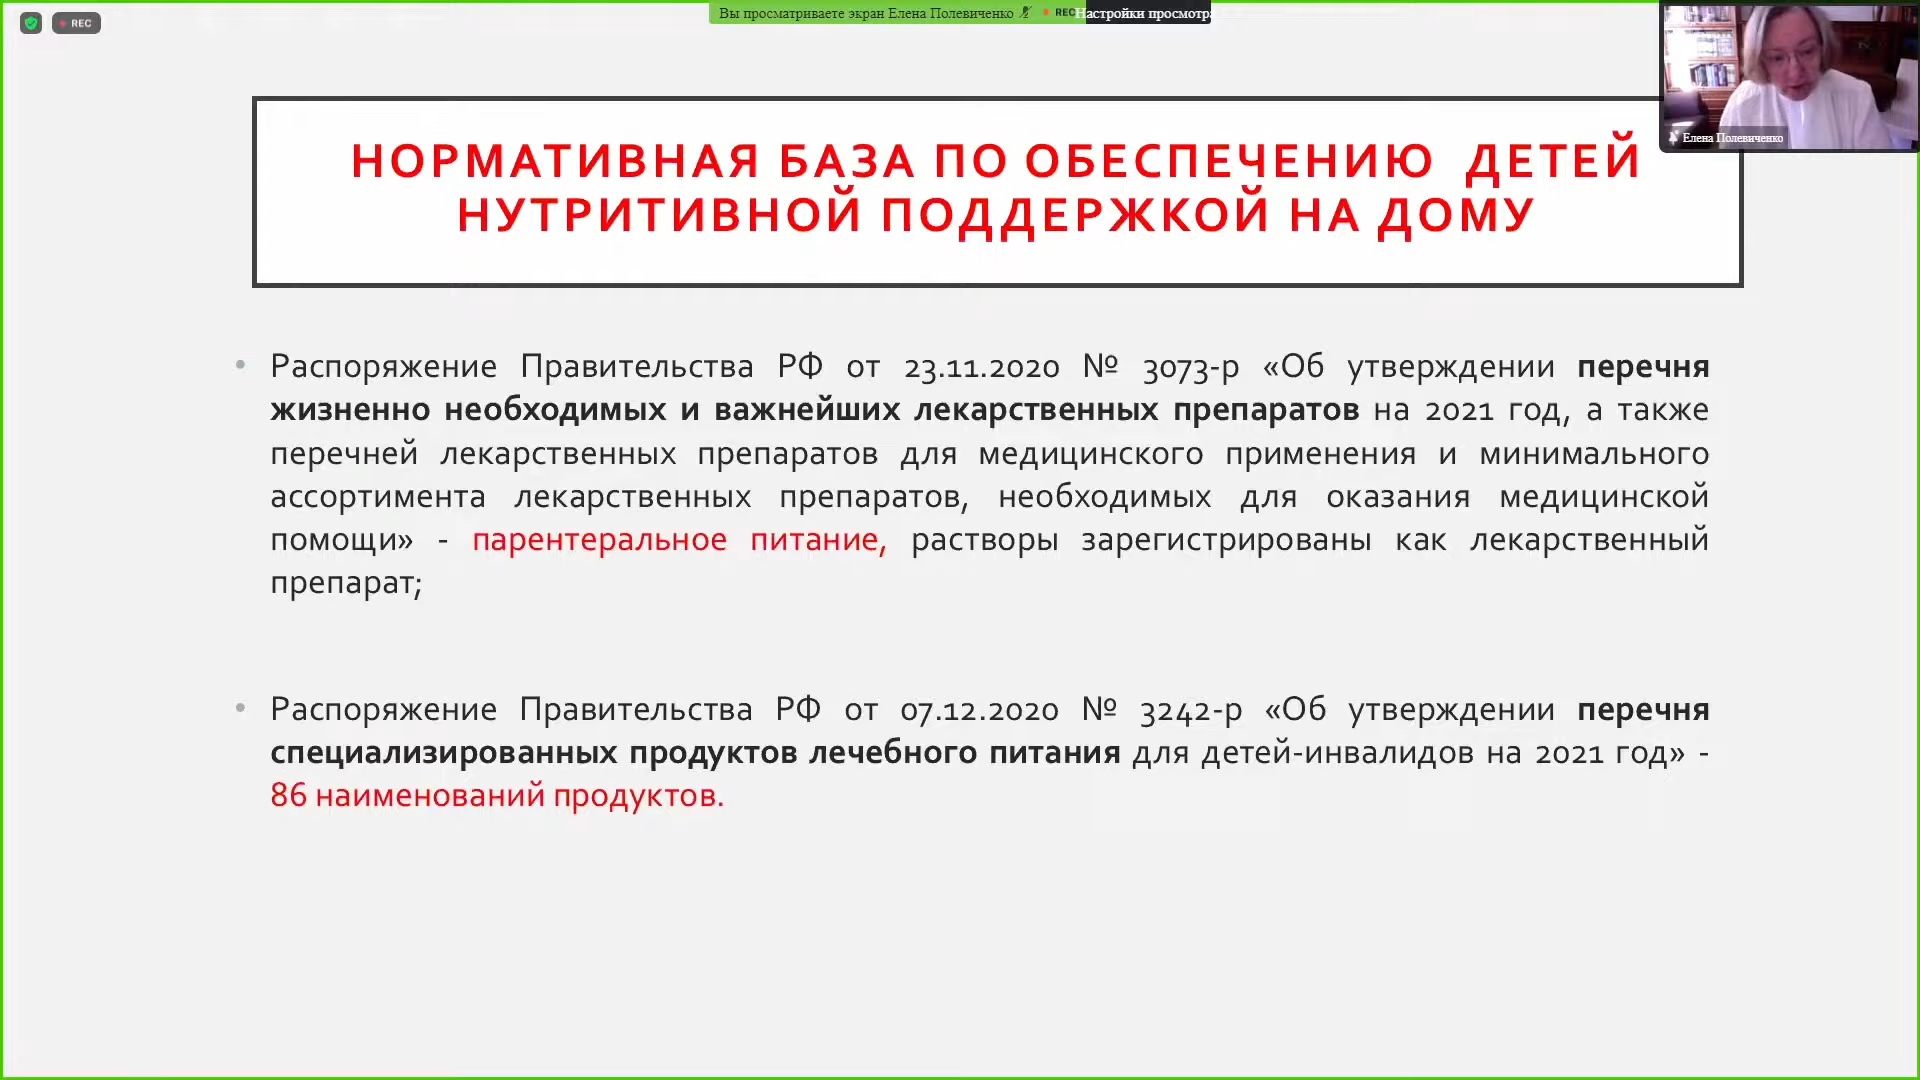 REC
Вы просматриваете экран Елена Полевиченко
REC
Настройки просмотра
Елена Полевиченко
НОРМАТИВНАЯ БАЗА ПО ОБЕСПЕЧЕНИЮ ДЕТЕЙ
НУТРИТИВНОЙ ПОДДЕРЖКОЙ НА ДОМУ
• Распоряжение Правительства РФ от 23.11.2020 № 3073-р «Об утверждении перечня
жизненно необходимых и важнейших лекарственных препаратов на 2021 год, а также
перечней лекарственных препаратов для медицинского применения и минимального
ассортимента лекарственных препаратов, необходимых для оказания медицинской
помощи» - парентеральное питание, растворы зарегистрированы как лекарственный
препарат;
• Распоряжение Правительства РФ от 07.12.2020 № 3242-р «Об утверждении перечня
специализированных продуктов лечебного питания для детей-инвалидов на 2021 год» -
86 наименований продуктов.